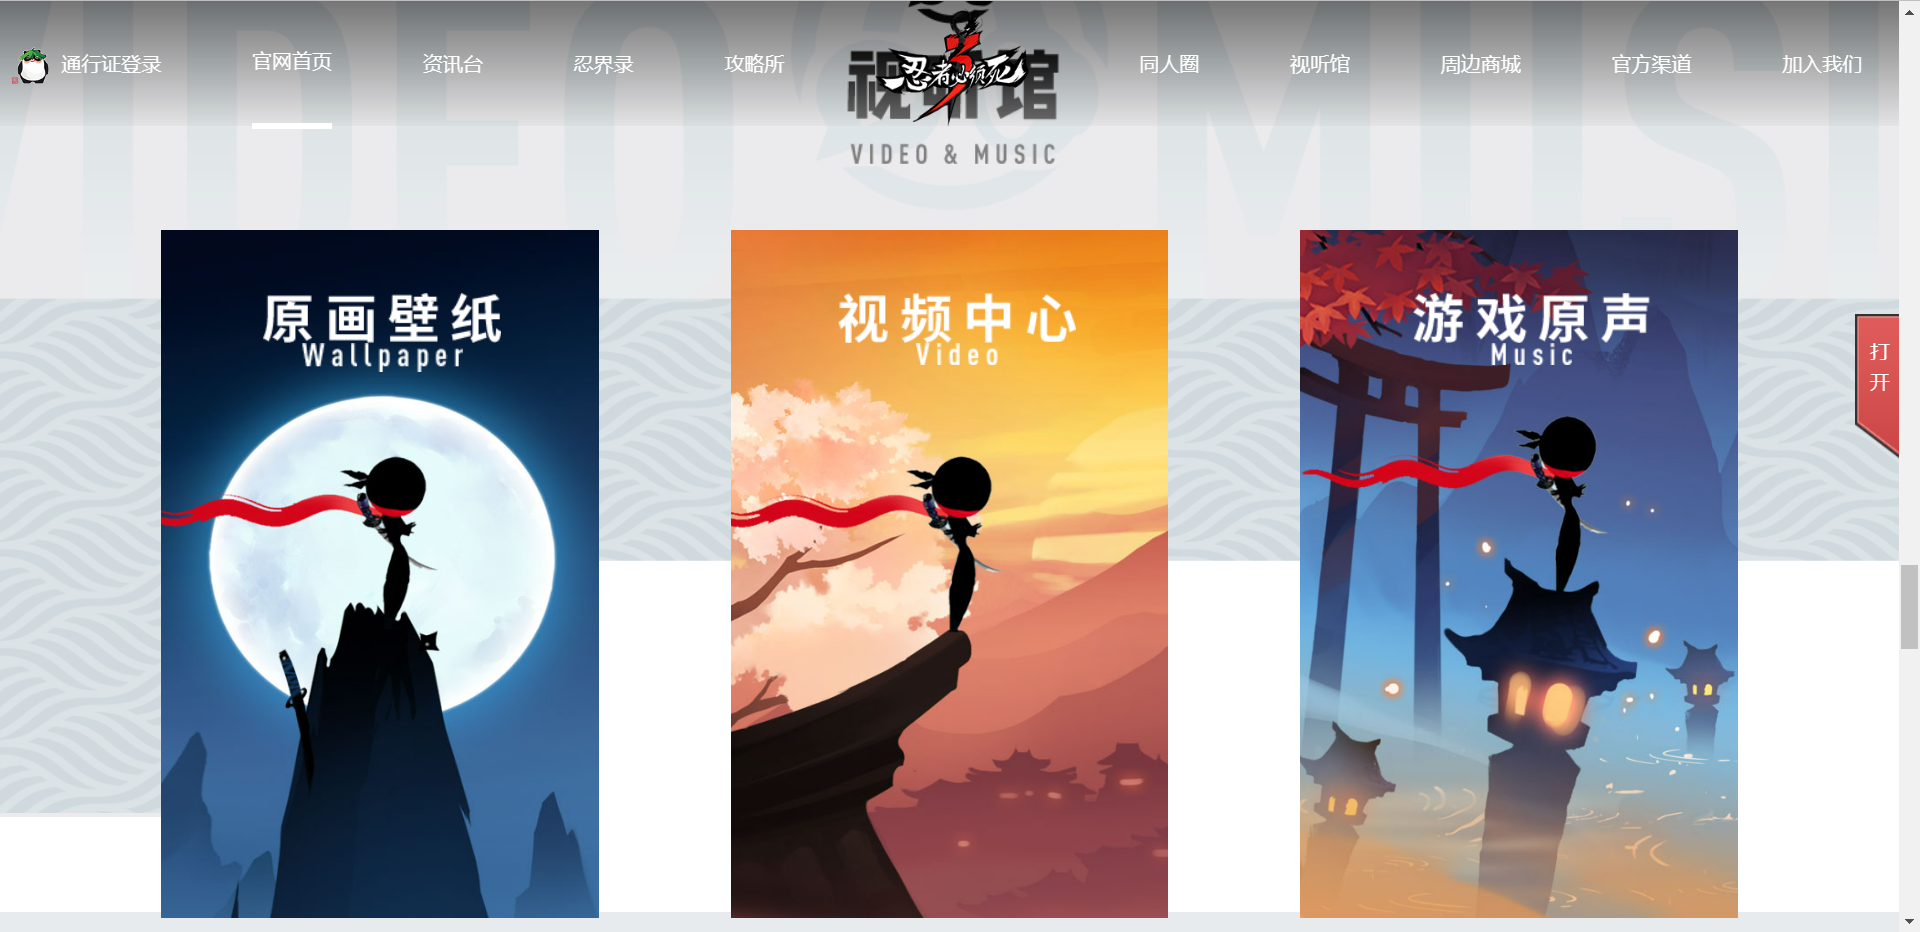 通行证登录
官网首页
资讯台
忍界录
攻略所
忍者必须死
3
同人圈
视听馆
周边商城
官方渠道
加入我们
视听馆
VIDEO & MUSIC
VIDEO MUSI
原画壁纸
Wallpaper
视频中心
Video
游戏原声
Music
打
开